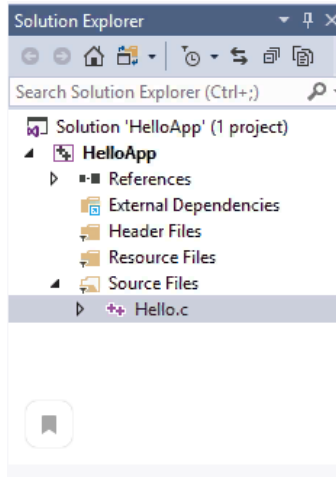 Solution Explorer
Search Solution Explorer (Ctrl+;)
Solution 'HelloApp' (1 project)
HelloApp
References
External Dependencies
Header Files
Resource Files
Source Files
Hello.c